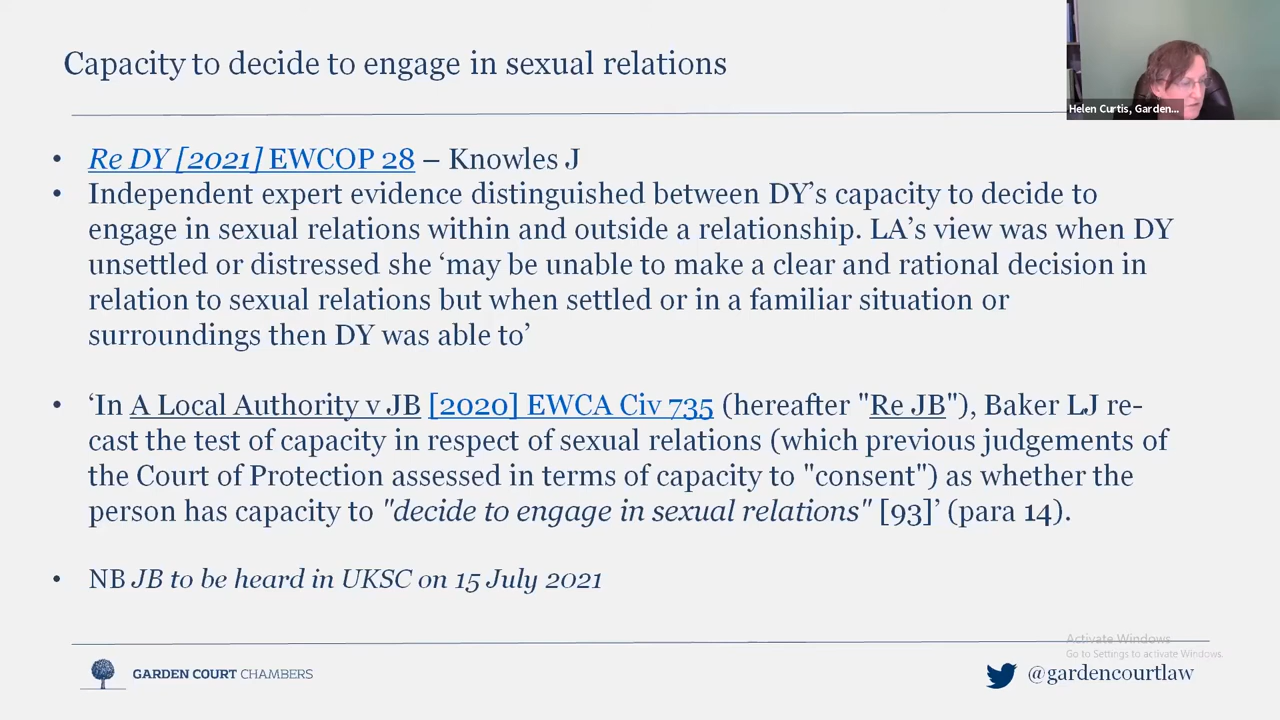 Capacity to decide to engage in sexual relations
Helen Curtis, Garden...
• Re DY [2021] EWCOP 28 – Knowles J
• Independent expert evidence distinguished between DY’s capacity to decide to
engage in sexual relations within and outside a relationship. LA’s view was when DY
unsettled or distressed she ‘may be unable to make a clear and rational decision in
relation to sexual relations but when settled or in a familiar situation or
surroundings then DY was able to’
• ‘In A Local Authority v JB [2020] EWCA Civ 735 (hereafter "Re JB"), Baker LJ re-
cast the test of capacity in respect of sexual relations (which previous judgements of
the Court of Protection assessed in terms of capacity to "consent") as whether the
person has capacity to "decide to engage in sexual relations" [93]’ (para 14).
• NB JB to be heard in UKSC on 15 July 2021
Activate Windows
Go to Settings to activate Windows.
GARDEN COURT CHAMBERS
@gardencourtlaw